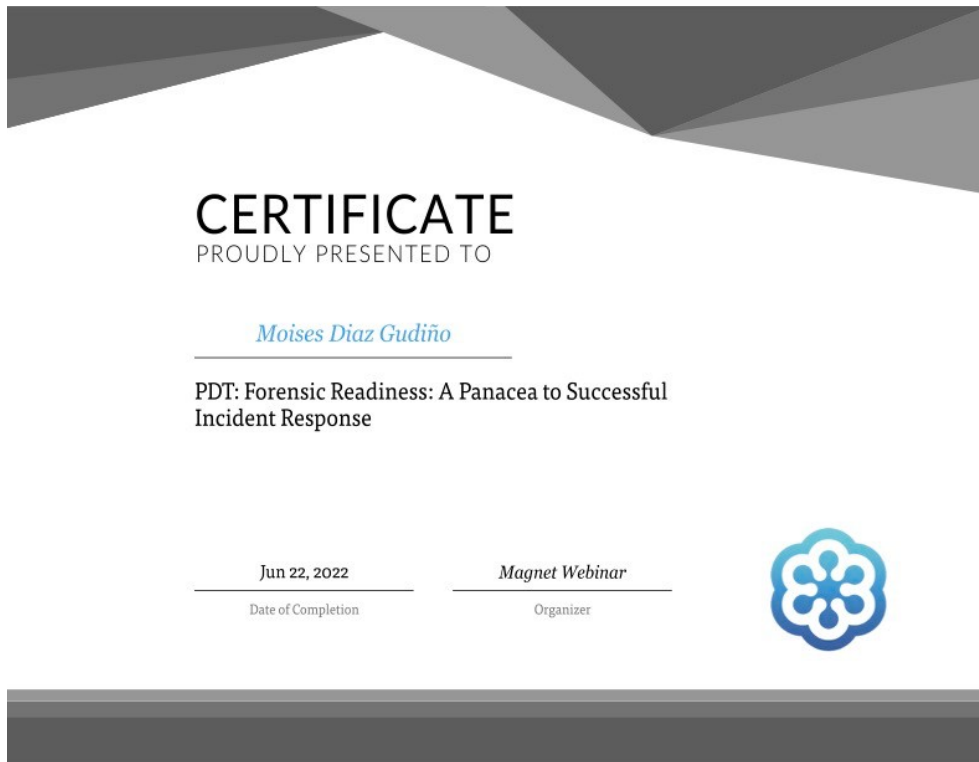 CERTIFICATE
PROUDLY PRESENTED TO
Moises Diaz Gudiño
PDT: Forensic Readiness: A Panacea to Successful
Incident Response
Jun 22, 2022
Date of Completion
Magnet Webinar
Organizer